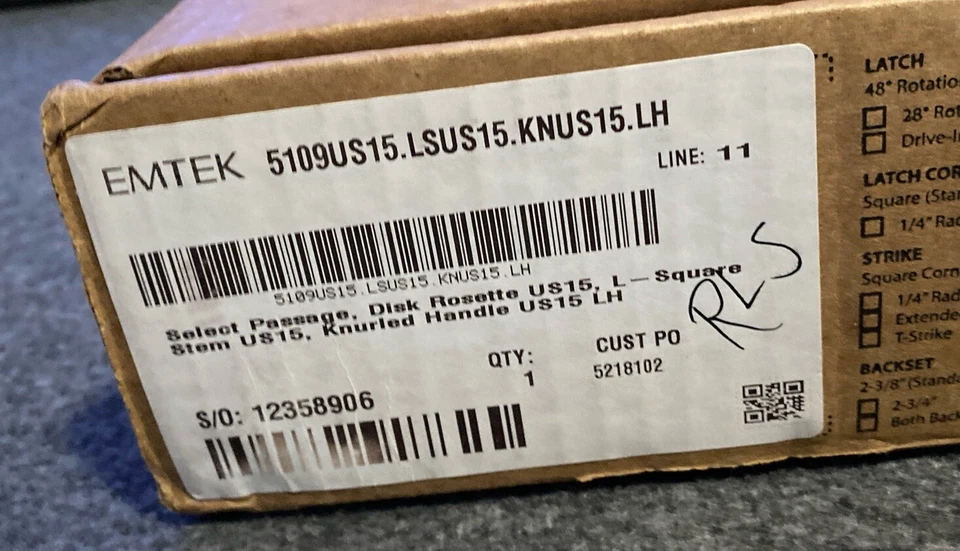 EMTEK 5109US15.LSUS15.KNUS15.LH
LINE: 11
5109US15.LSUS15.KNUS15.LH
Select Passage, Disk Rosette US15, L-Square
Stem US15, Knurled Handle US15 LH
RLS
QTY:
1
CUST PO
5218102
S/O: 12358906
LATCH
48° Rotatio
28° Rot
Drive-I
LATCH COR
Square (Sta
1/4" Rad
STRIKE
Square Corn
1/4" Rad
Extende
T-Strike
BACKSET
2-3/8" (Standa
2-3/4"
Both Back